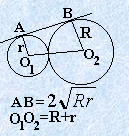 B
A
R
r
O₁
O₂
AB=2√Rr
O₁O₂=R+r